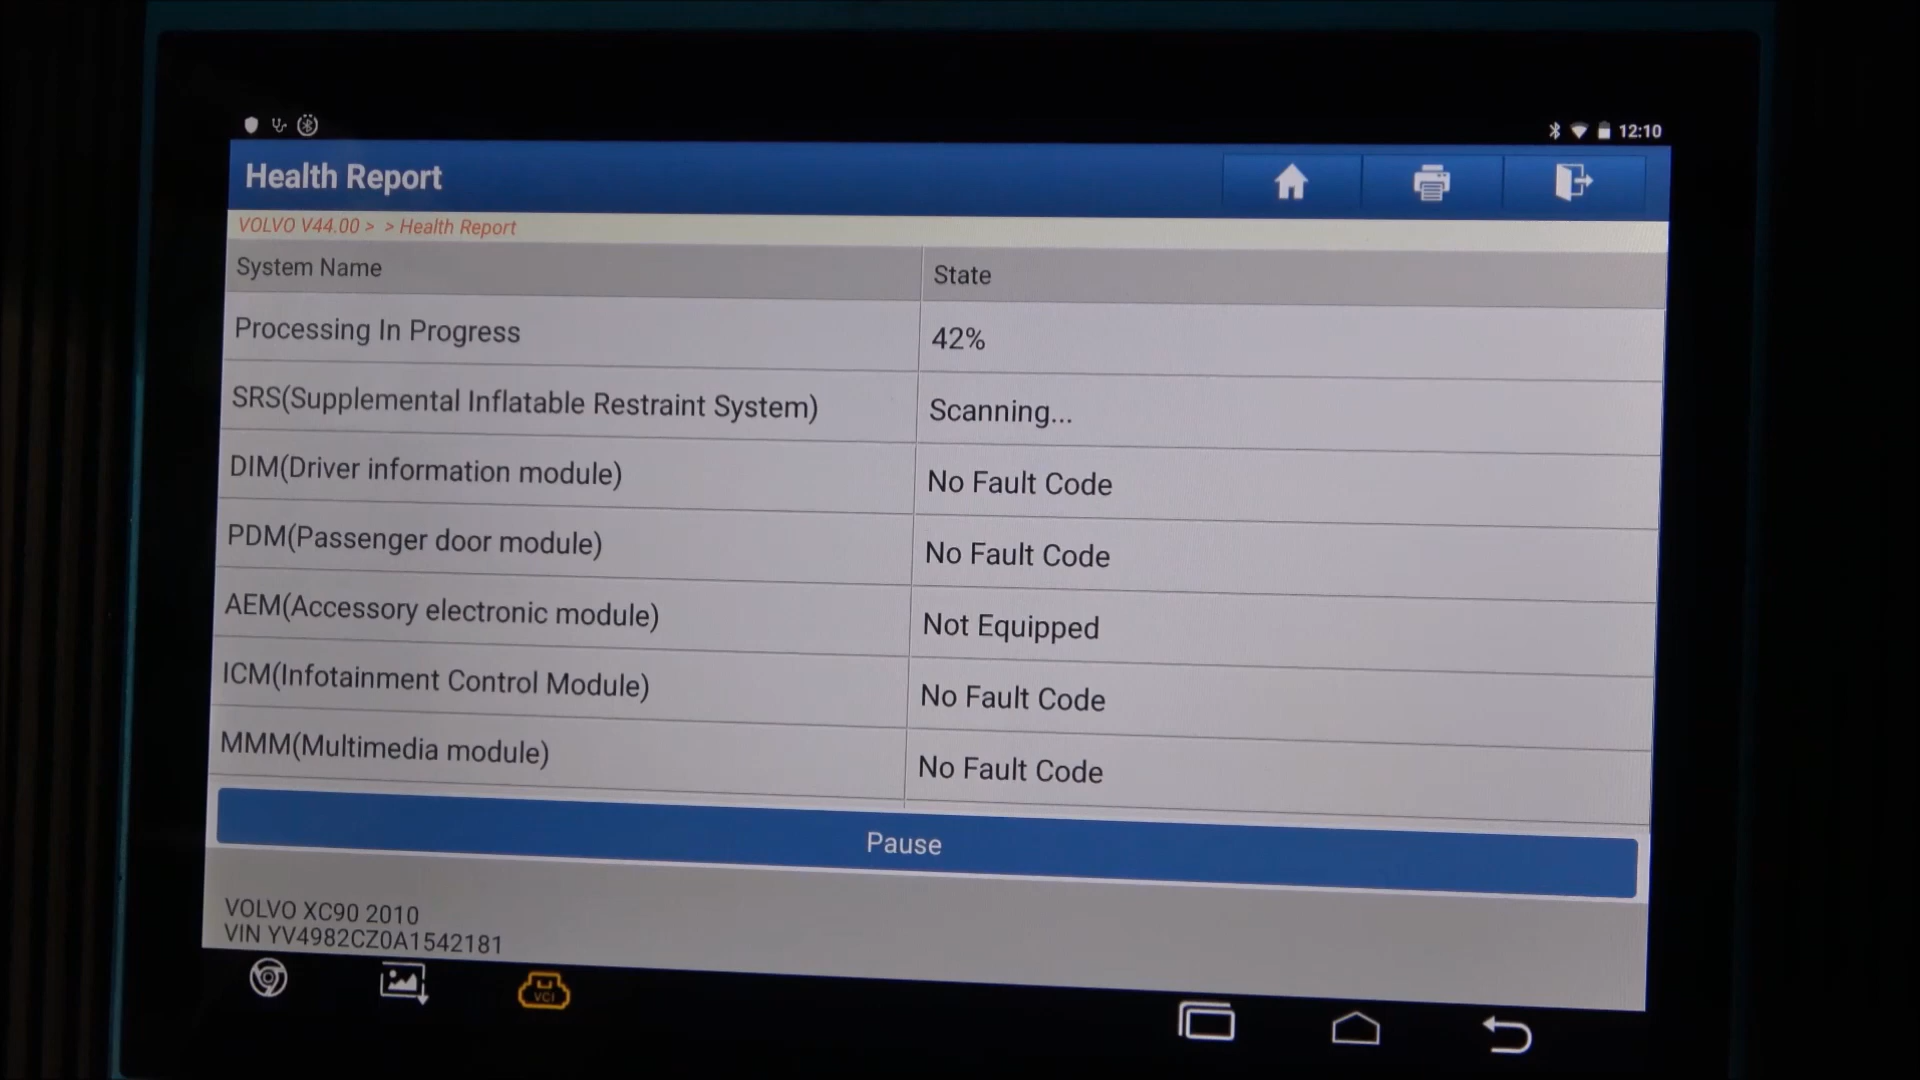 12:10
Health Report
VOLVO V44.00 > > Health Report
System Name State
Processing In Progress 42%
SRS(Supplemental Inflatable Restraint System) Scanning...
DIM(Driver information module) No Fault Code
PDM(Passenger door module) No Fault Code
AEM(Accessory electronic module) Not Equipped
ICM(Infotainment Control Module) No Fault Code
MMM(Multimedia module) No Fault Code
Pause
VOLVO XC90 2010
VIN YV4982CZ0A1542181
VCI